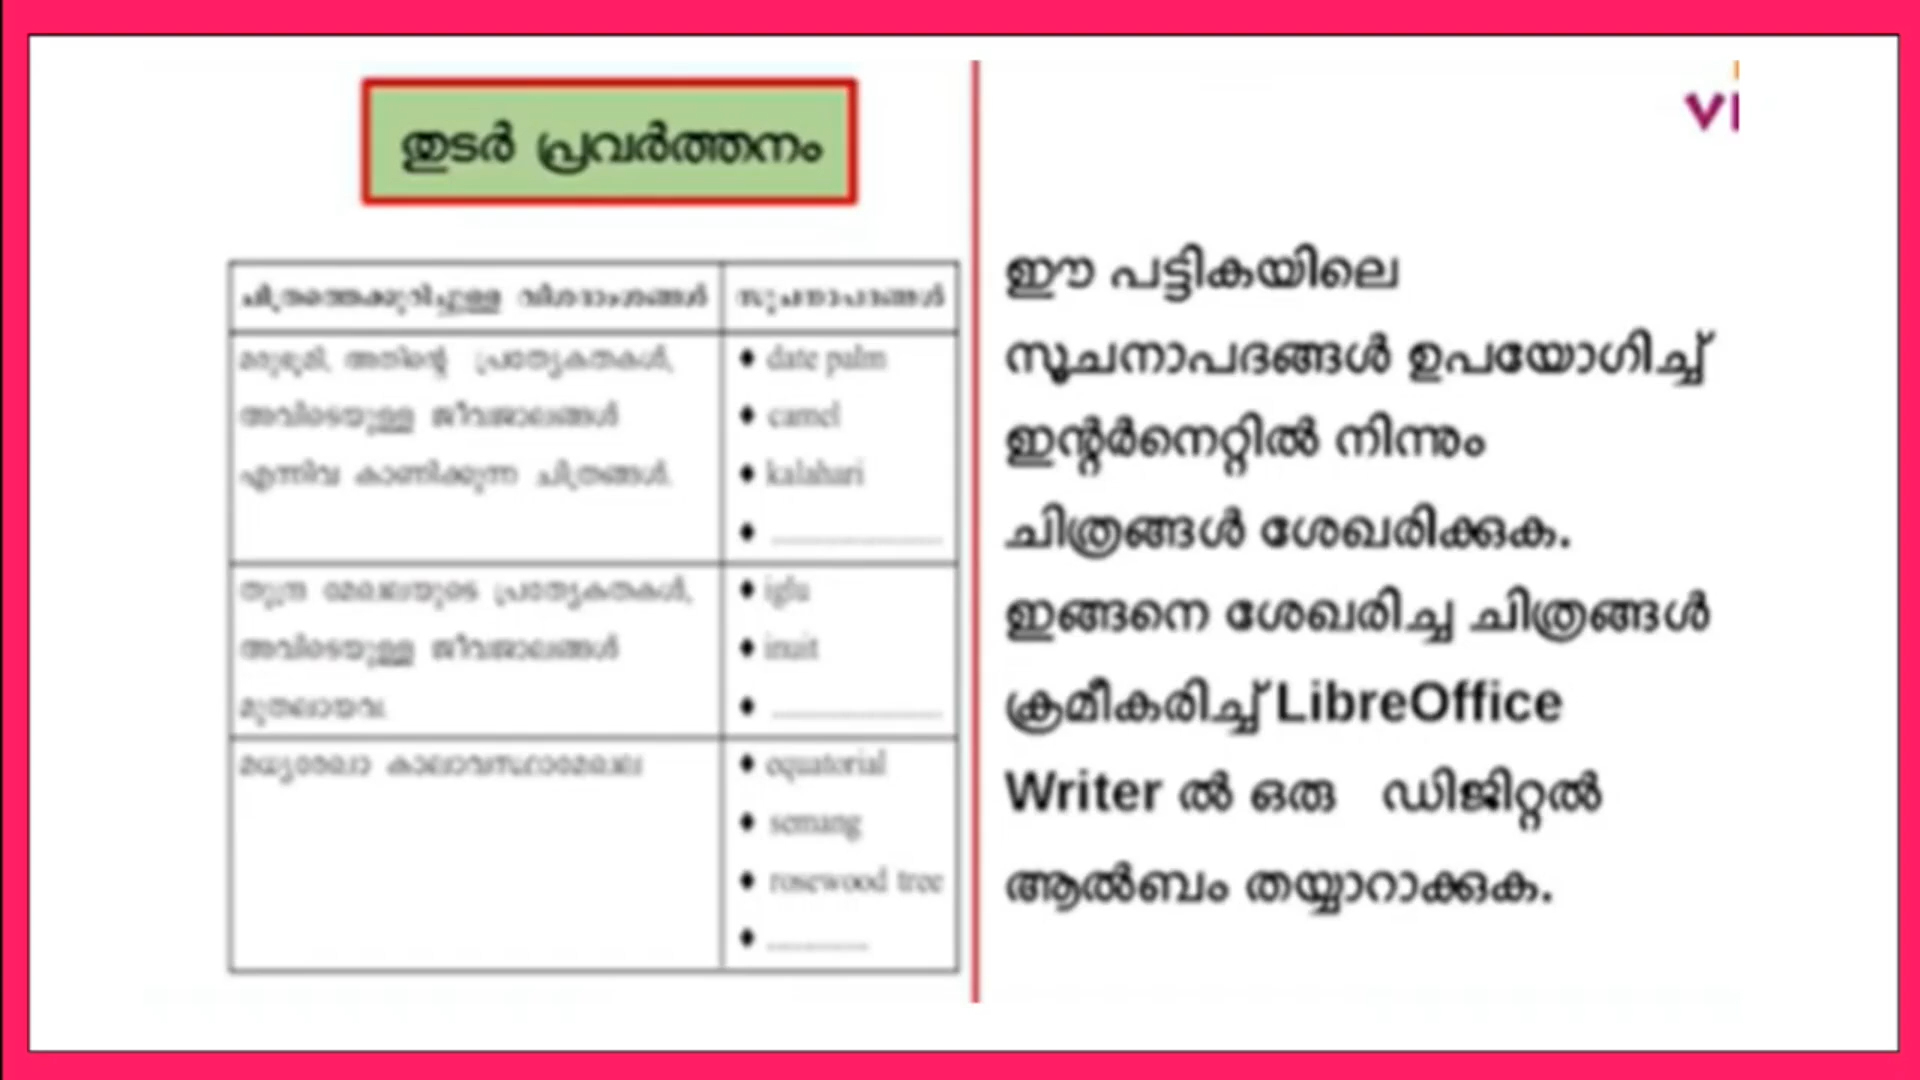 തുടർ പ്രവർത്തനം
ചിത്രത്തെക്കുറിച്ചുള്ള വിശദാംശങ്ങൾ
സൂചനാപദങ്ങൾ
മരുഭൂമി, അതിന്റെ പ്രത്യേകതകൾ,
അവിടെയുള്ള ജീവജാലങ്ങൾ
എന്നിവ കാണിക്കുന്ന ചിത്രങ്ങൾ.
♦ date palm
♦ camel
♦ kalahari
♦ ........................
തുന്ദ്ര മേഖലയുടെ പ്രത്യേകതകൾ,
അവിടെയുള്ള ജീവജാലങ്ങൾ
മുതലായവ.
♦ iglu
♦ inuit
♦ ........................
മധ്യരേഖാ കാലാവസ്ഥാമേഖല
♦ equatorial
♦ semang
♦ rosewood tree
♦ ..............
vi
ഈ പട്ടികയിലെ
സൂചനാപദങ്ങൾ ഉപയോഗിച്ച്
ഇന്റർനെറ്റിൽ നിന്നും
ചിത്രങ്ങൾ ശേഖരിക്കുക.
ഇങ്ങനെ ശേഖരിച്ച ചിത്രങ്ങൾ
ക്രമീകരിച്ച് LibreOffice
Writer ൽ ഒരു ഡിജിറ്റൽ
ആൽബം തയ്യാറാക്കുക.